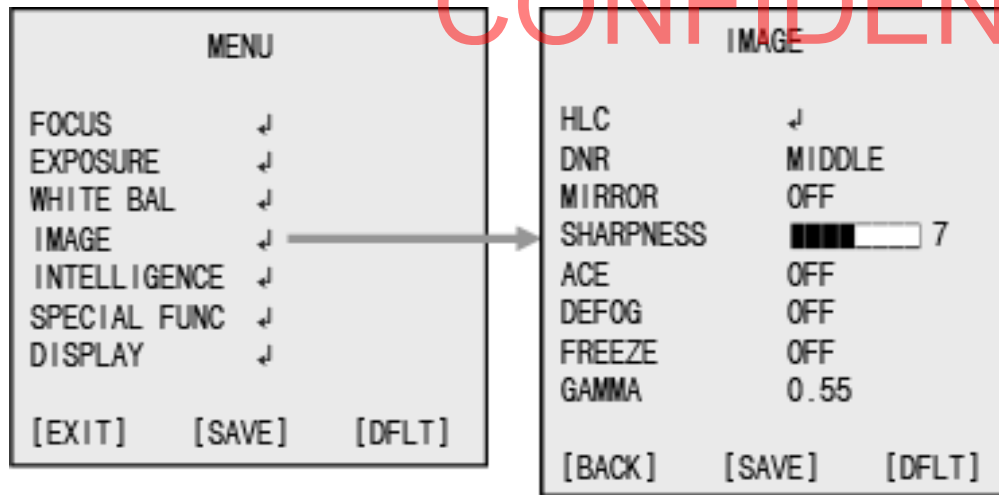 CONFIDEN
MENU
FOCUS ↲
EXPOSURE ↲
WHITE BAL ↲
IMAGE ↲
INTELLIGENCE ↲
SPECIAL FUNC ↲
DISPLAY ↲
[EXIT] [SAVE] [DFLT]
IMAGE
HLC ↲
DNR MIDDLE
MIRROR OFF
SHARPNESS 7
ACE OFF
DEFOG OFF
FREEZE OFF
GAMMA 0.55
[BACK] [SAVE] [DFLT]